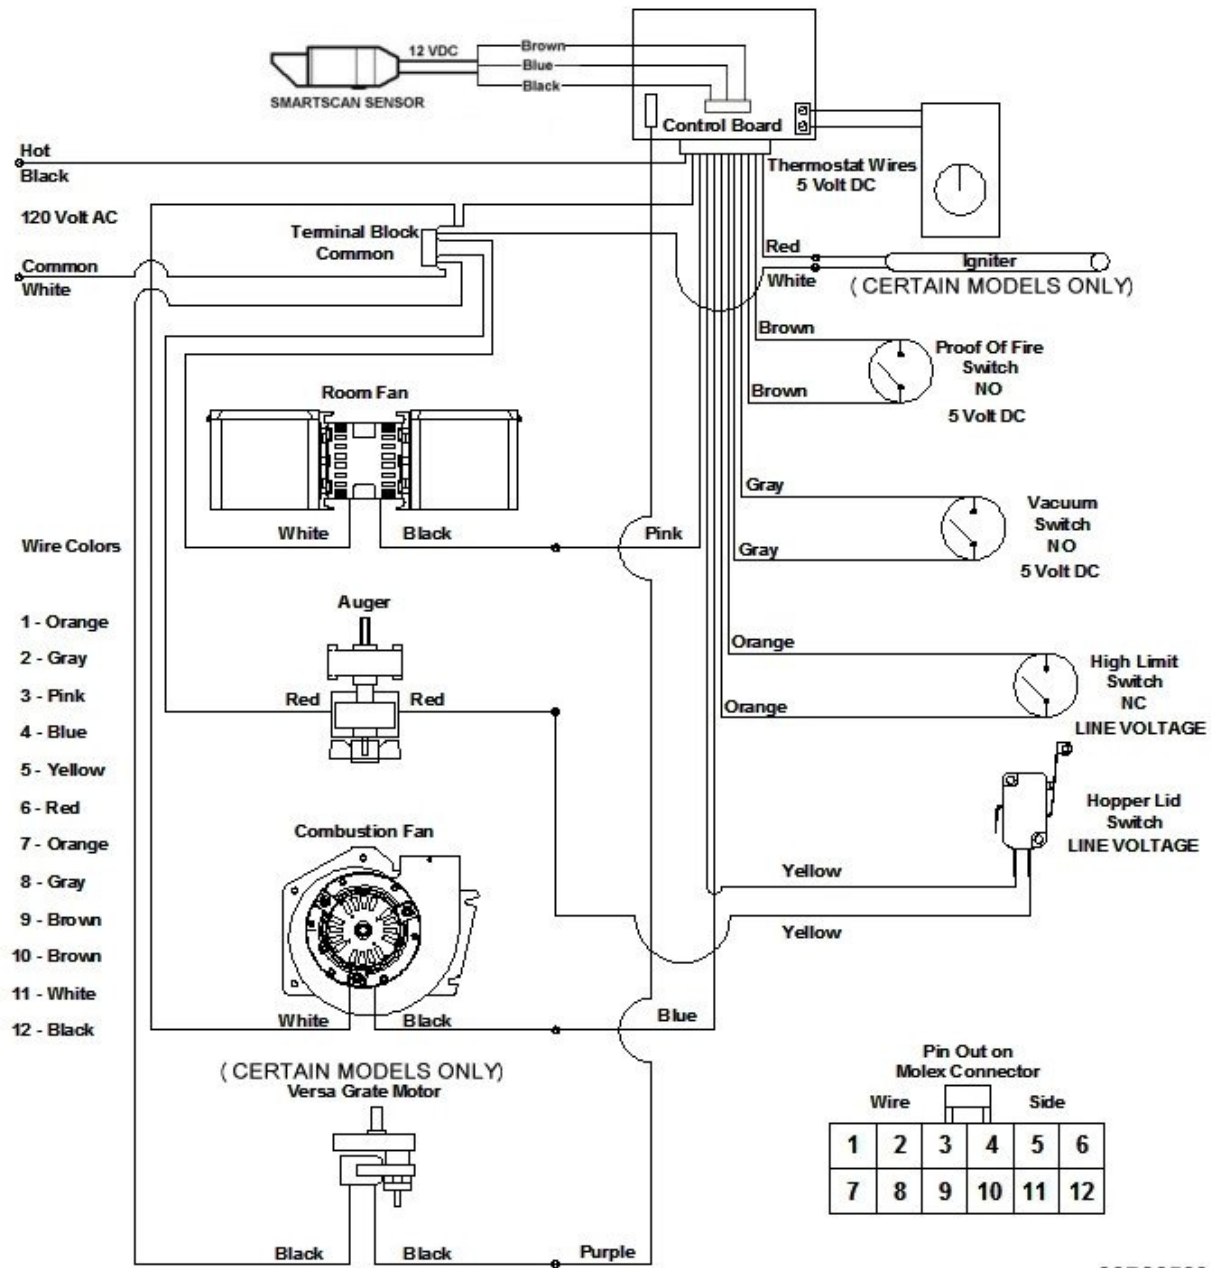 12 VDC
Brown
Blue
Black
SMARTSCAN SENSOR
Control Board
Hot
Black
Thermostat Wires
5 Volt DC
120 Volt AC
Terminal Block
Common
Common
White
Red
White
Igniter
( CERTAIN MODELS ONLY)
Brown
Proof Of Fire
Switch
NO
5 Volt DC
Brown
Room Fan
Gray
Vacuum
Switch
NO
5 Volt DC
Gray
White
Black
Pink
Wire Colors
1 - Orange
2 - Gray
3 - Pink
4 - Blue
5 - Yellow
6 - Red
7 - Orange
8 - Gray
9 - Brown
10 - Brown
11 - White
12 - Black
Auger
Red
Red
Orange
High Limit
Switch
NC
LINE VOLTAGE
Orange
Hopper Lid
Switch
LINE VOLTAGE
Combustion Fan
Yellow
Yellow
White
Black
Blue
( CERTAIN MODELS ONLY)
Versa Grate Motor
Pin Out on
Molex Connector
Wire Side
1 2 3 4 5 6
7 8 9 10 11 12
Black
Black
Purple